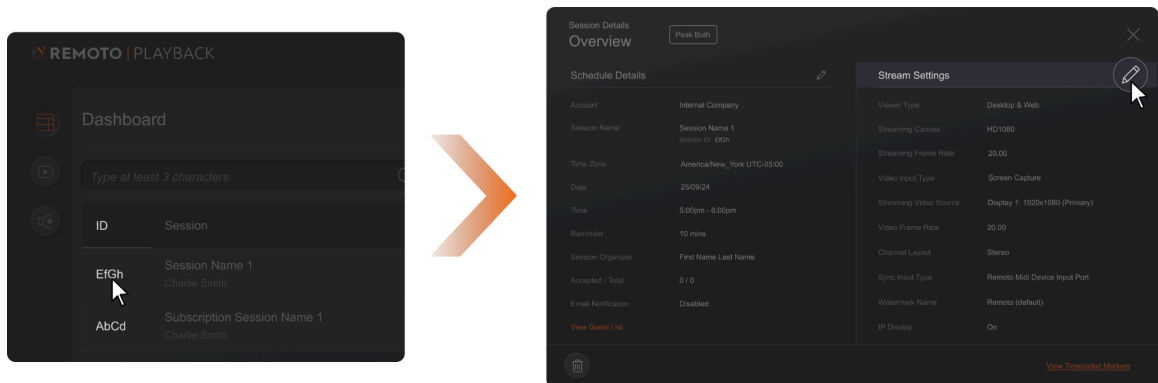 REMOTO | PLAYBACK
Dashboard
Type at least 3 characters
ID Session
EfGh Session Name 1
Charlie Smith
AbCd Subscription Session Name 1
Charlie Smith
Session Details
Overview Peak Both
Schedule Details
Account Internal Company
Session Name Session Name 1
Session ID: EfGh
Time Zone America/New_York UTC-05:00
Date 25/09/24
Time 5:00pm - 6:00pm
Reminder 10 mins
Session Organizer First Name Last Name
Accepted / Total 0 / 0
Email Notification Disabled
View Guest List
Stream Settings
Viewer Type Desktop & Web
Streaming Canvas HD1080
Streaming Frame Rate 20.00
Video Input Type Screen Capture
Streaming Video Source Display 1: 1920x1080 (Primary)
Video Frame Rate 20.00
Channel Layout Stereo
Sync Input Type Remoto Midi Device Input Port
Watermark Name Remoto (default)
IP Display On
View Timecoded Markers